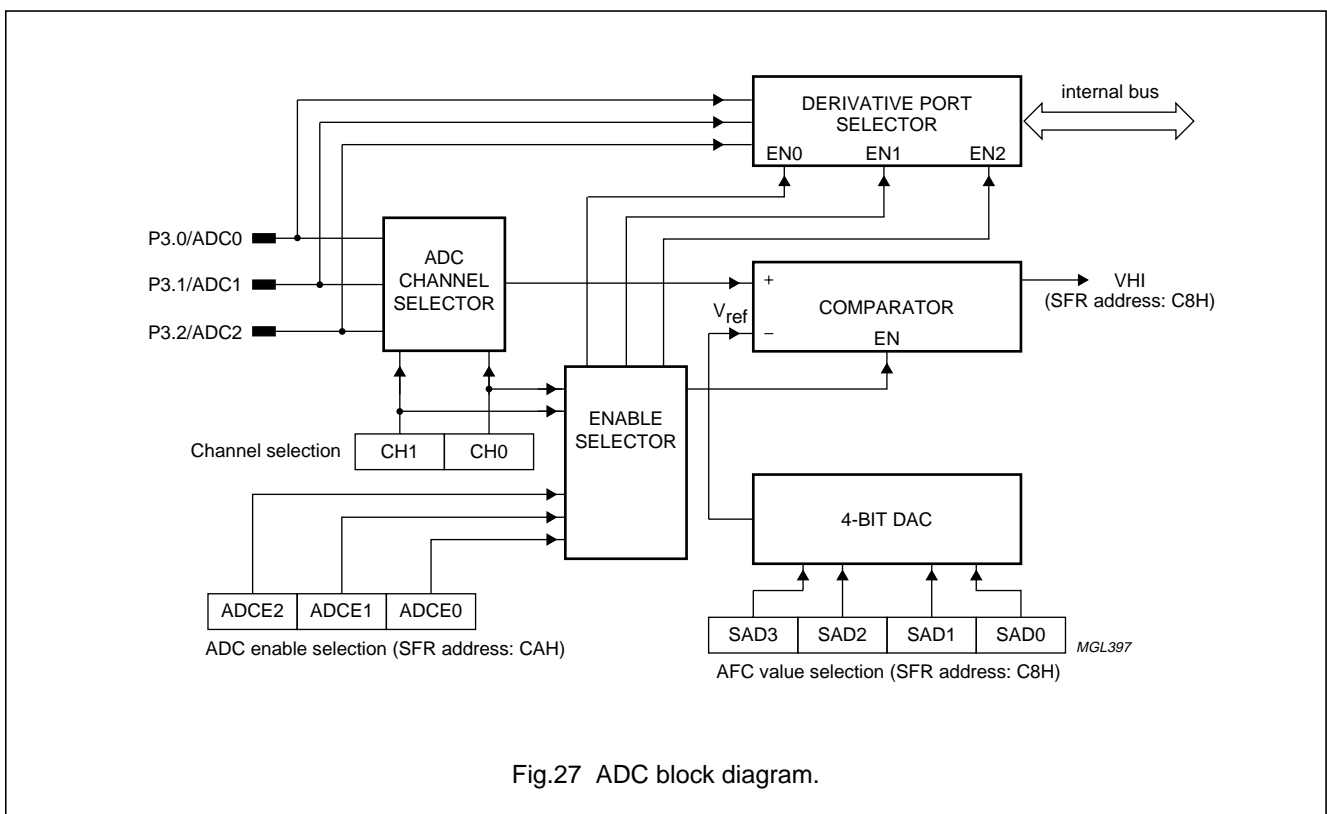 DERIVATIVE PORT
SELECTOR
EN0 EN1 EN2
internal bus
P3.0/ADC0
P3.1/ADC1
P3.2/ADC2
ADC
CHANNEL
SELECTOR
+
Vref
−
COMPARATOR
EN
VHI
(SFR address: C8H)
ENABLE
SELECTOR
Channel selection
CH1 CH0
4-BIT DAC
ADCE2 ADCE1 ADCE0
ADC enable selection (SFR address: CAH)
SAD3 SAD2 SAD1 SAD0
MGL397
AFC value selection (SFR address: C8H)
Fig.27 ADC block diagram.